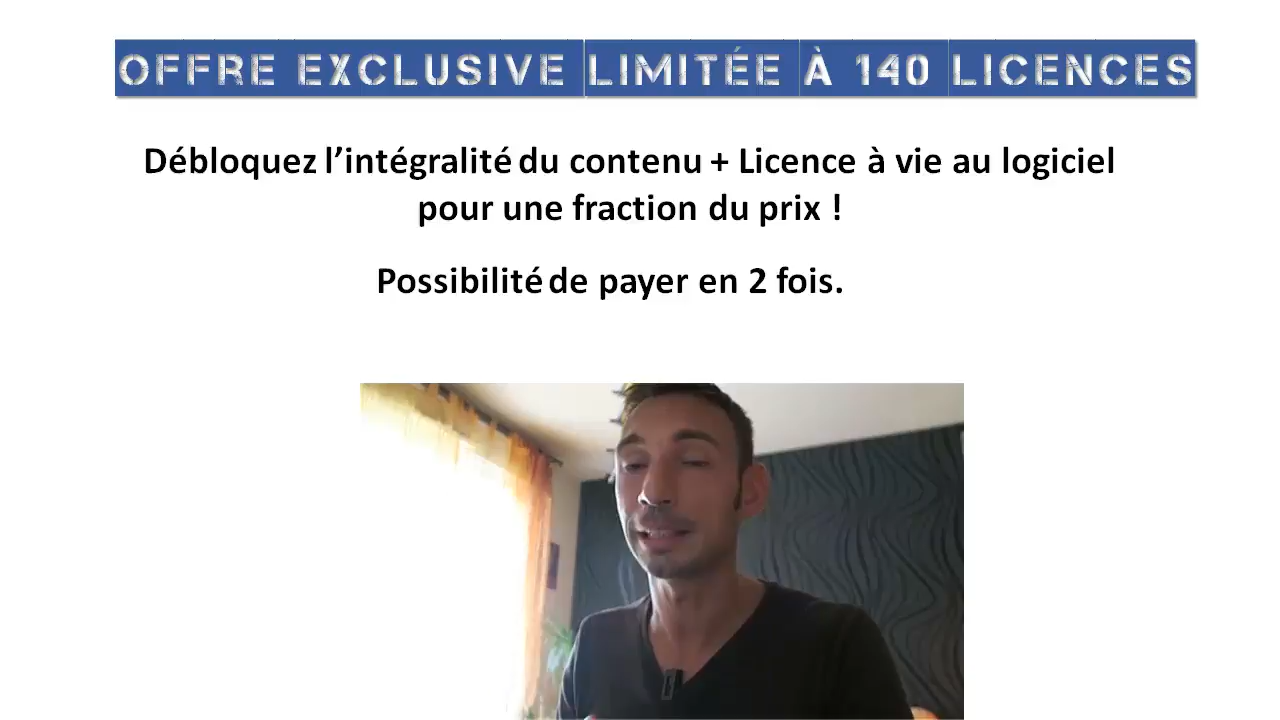 OFFRE EXCLUSIVE LIMITÉE À 140 LICENCES
Débloquez l’intégralité du contenu + Licence à vie au logiciel
pour une fraction du prix !
Possibilité de payer en 2 fois.